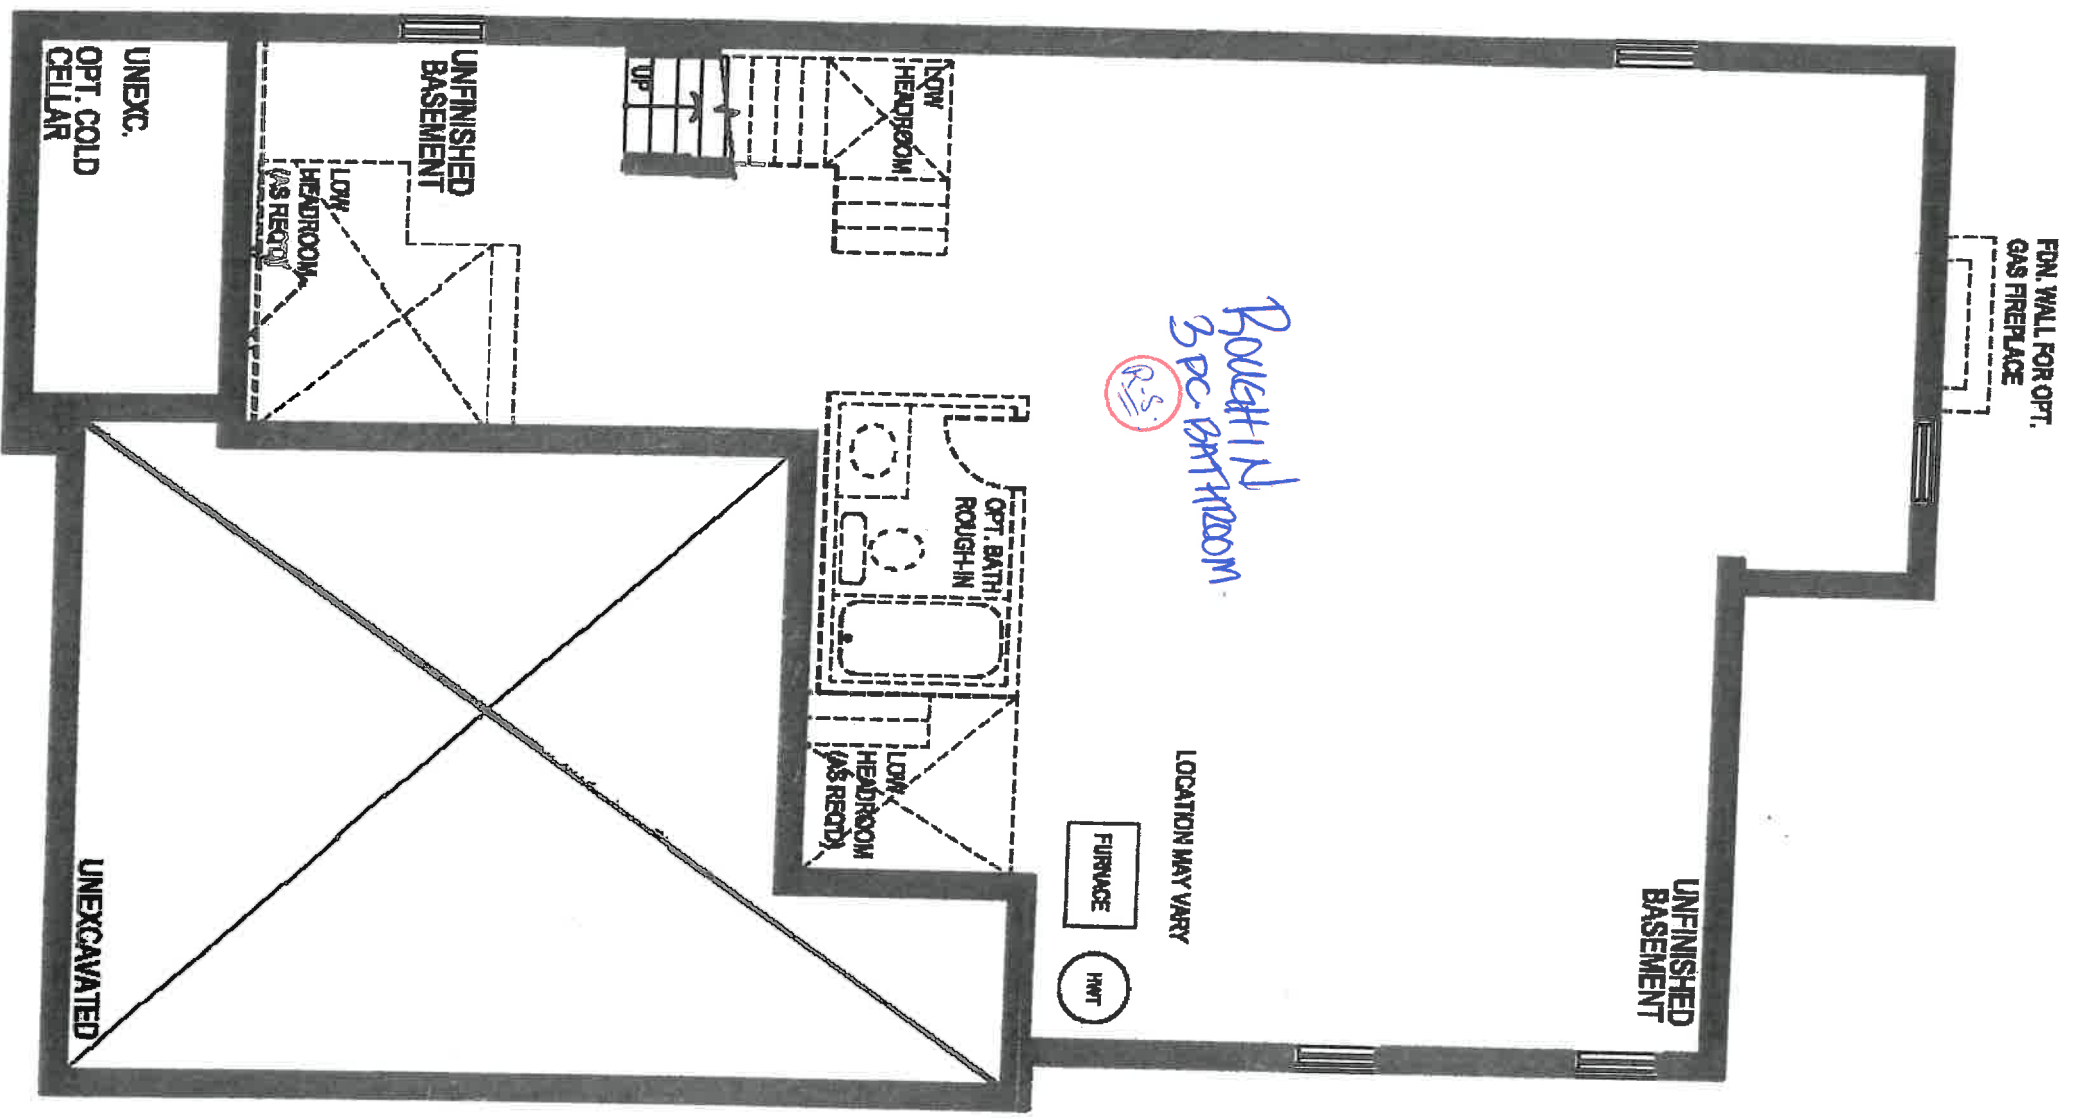 FDN. WALL FOR OPT.
GAS FIREPLACE
UNFINISHED
BASEMENT
ROUGH IN
3 PC. BATHROOM
R-S.
LOCATION MAY VARY
FURNACE
HWT
OPT. BATH
ROUGH-IN
LOW
HEADROOM
LOW
HEADROOM
(AS REQ'D)
UP
UNFINISHED
BASEMENT
LOW
HEADROOM
(AS REQ'D)
UNEXC.
OPT. COLD
CELLAR
UNEXCAVATED